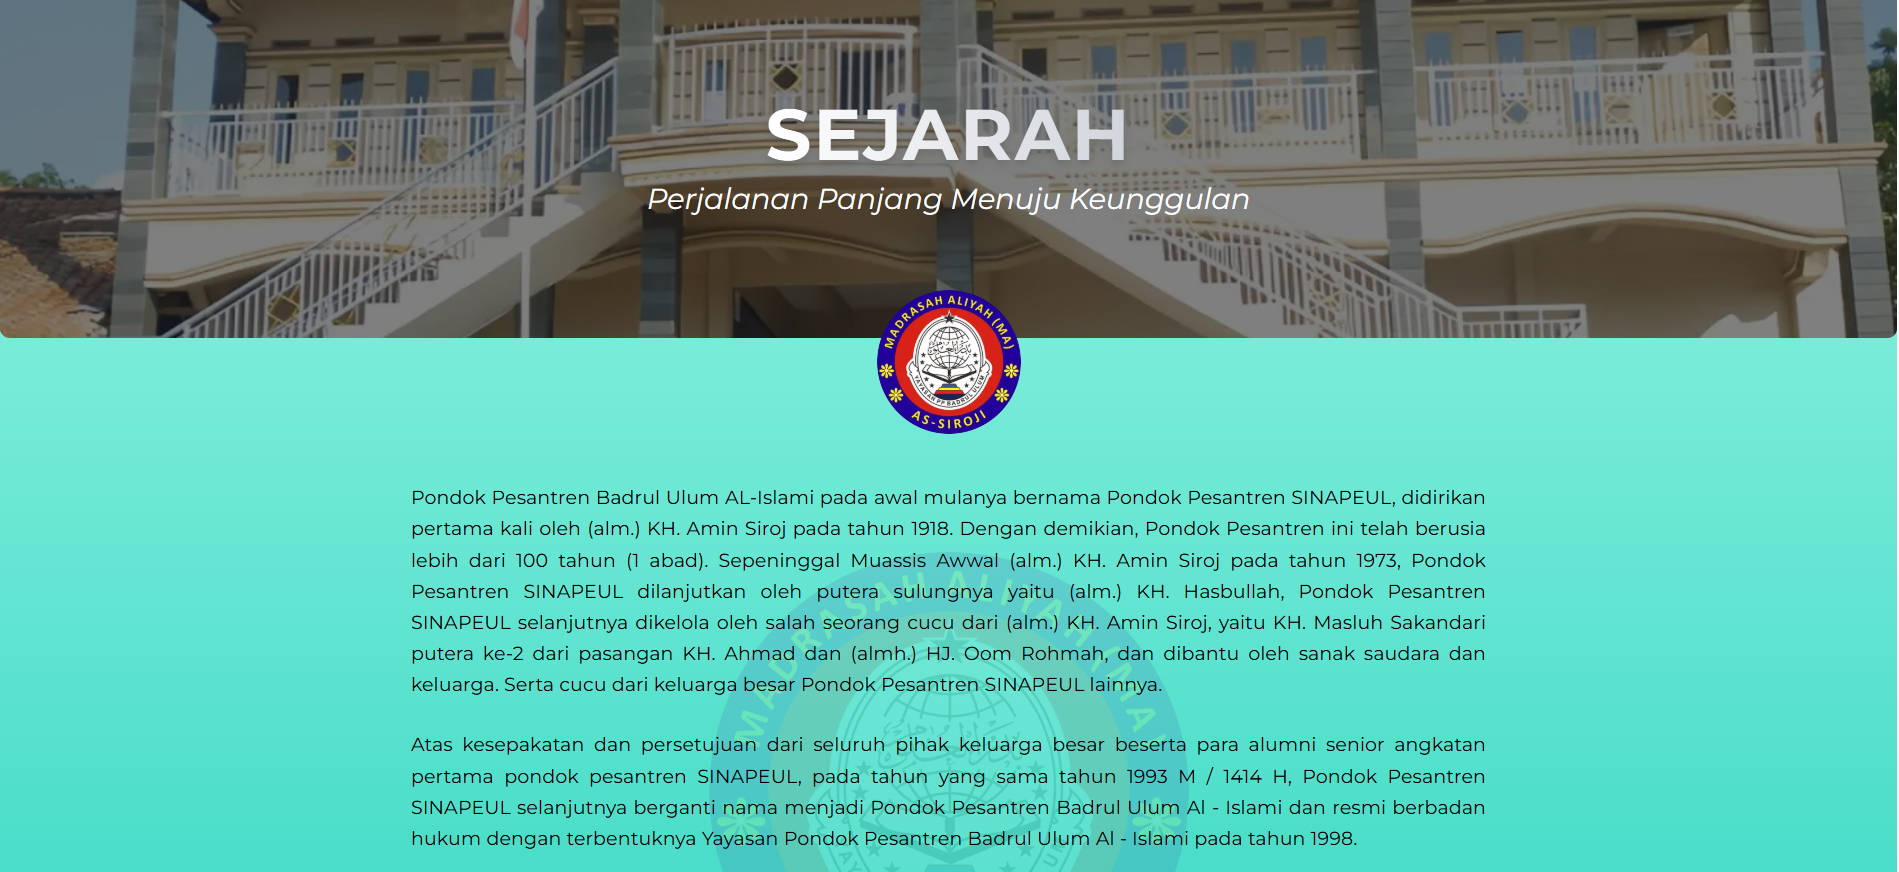 SEJARAH
Perjalanan Panjang Menuju Keunggulan
MADRASAH ALIYAH (MA)
YAYASAN PP BADRUL ULUM
AS-SIROJI
Pondok Pesantren Badrul Ulum AL-Islami pada awal mulanya bernama Pondok Pesantren SINAPEUL, didirikan
pertama kali oleh (alm.) KH. Amin Siroj pada tahun 1918. Dengan demikian, Pondok Pesantren ini telah berusia
lebih dari 100 tahun (1 abad). Sepeninggal Muassis Awwal (alm.) KH. Amin Siroj pada tahun 1973, Pondok
Pesantren SINAPEUL dilanjutkan oleh putera sulungnya yaitu (alm.) KH. Hasbullah, Pondok Pesantren
SINAPEUL selanjutnya dikelola oleh salah seorang cucu dari (alm.) KH. Amin Siroj, yaitu KH. Masluh Sakandari
putera ke-2 dari pasangan KH. Ahmad dan (almh.) HJ. Oom Rohmah, dan dibantu oleh sanak saudara dan
keluarga. Serta cucu dari keluarga besar Pondok Pesantren SINAPEUL lainnya.
Atas kesepakatan dan persetujuan dari seluruh pihak keluarga besar beserta para alumni senior angkatan
pertama pondok pesantren SINAPEUL, pada tahun yang sama tahun 1993 M / 1414 H, Pondok Pesantren
SINAPEUL selanjutnya berganti nama menjadi Pondok Pesantren Badrul Ulum Al - Islami dan resmi berbadan
hukum dengan terbentuknya Yayasan Pondok Pesantren Badrul Ulum Al - Islami pada tahun 1998.
MADRASAH ALIYAH (MA